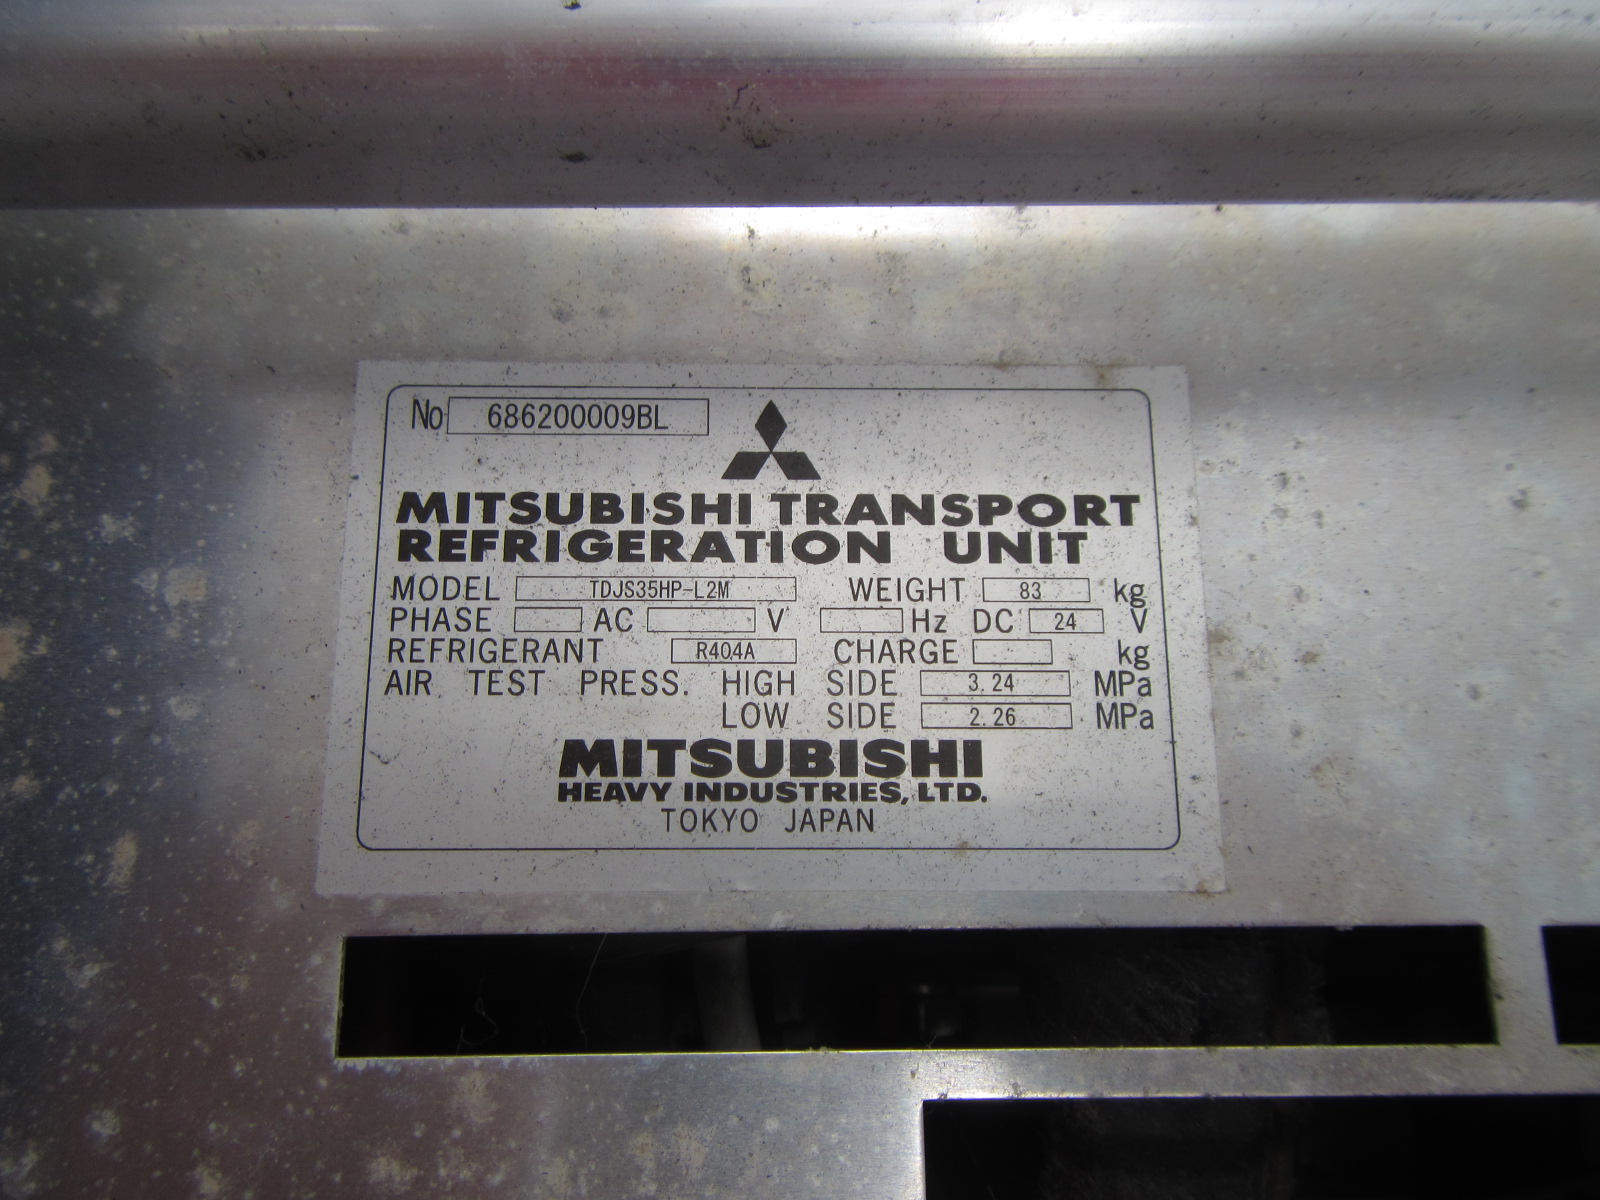 No 686200009BL
MITSUBISHI TRANSPORT
REFRIGERATION UNIT
MODEL TDJS35HP-L2M WEIGHT 83 kg
PHASE AC V Hz DC 24 V
REFRIGERANT R404A CHARGE kg
AIR TEST PRESS. HIGH SIDE 3.24 MPa
LOW SIDE 2.26 MPa
MITSUBISHI
HEAVY INDUSTRIES, LTD.
TOKYO JAPAN